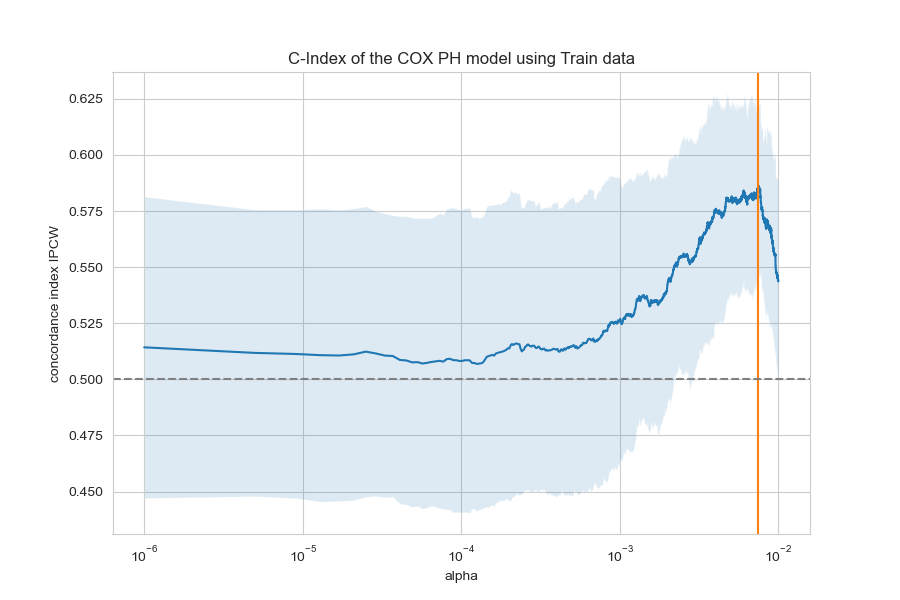 C-Index of the COX PH model using Train data
concordance index IPCW
0.625
0.600
0.575
0.550
0.525
0.500
0.475
0.450
10⁻⁶ 10⁻⁵ 10⁻⁴ 10⁻³ 10⁻²
alpha